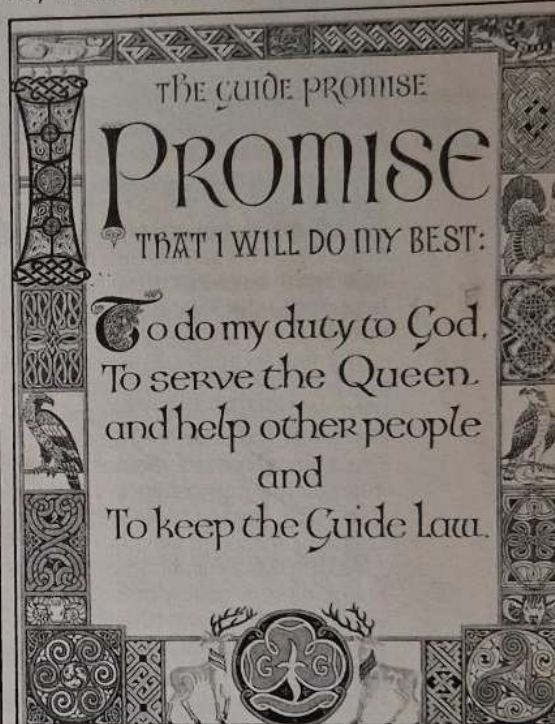 THE GUIDE PROMISE
I PROMISE
THAT I WILL DO MY BEST:
To do my duty to God,
To serve the Queen
and help other people
and
To keep the Guide Law.
G G